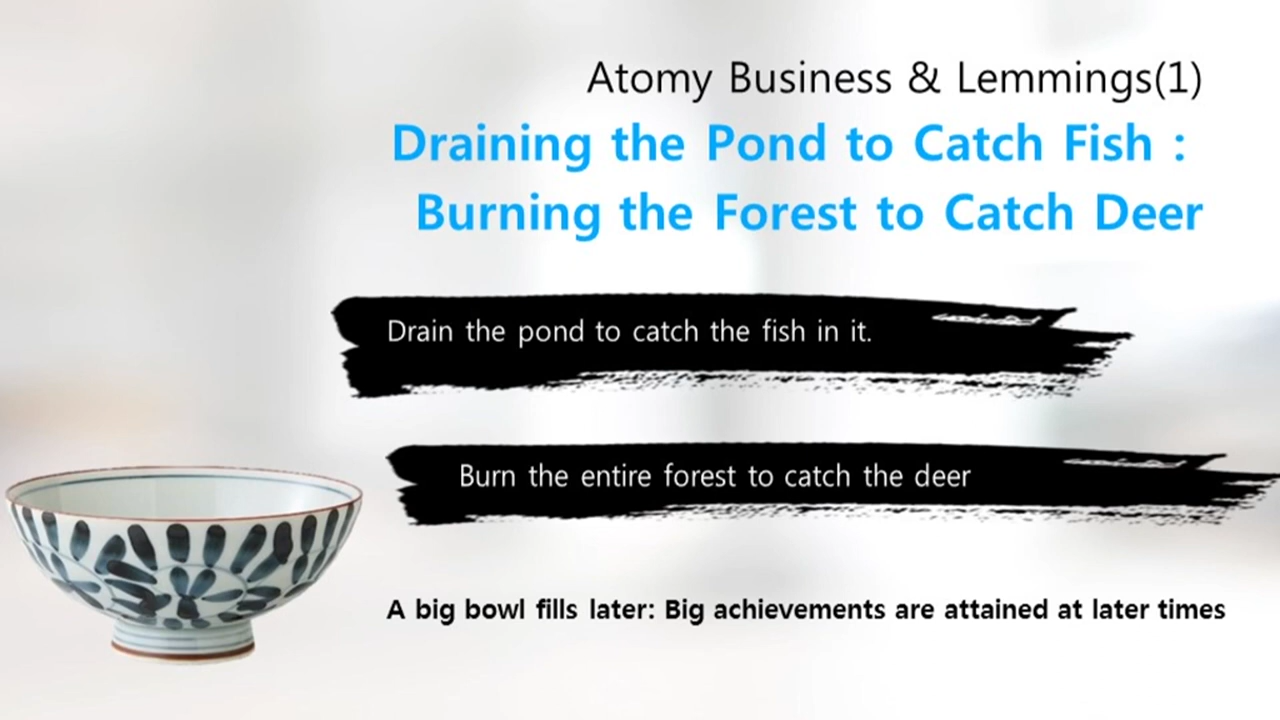 Atomy Business & Lemmings(1)
Draining the Pond to Catch Fish :
Burning the Forest to Catch Deer
Drain the pond to catch the fish in it.
Burn the entire forest to catch the deer
A big bowl fills later: Big achievements are attained at later times